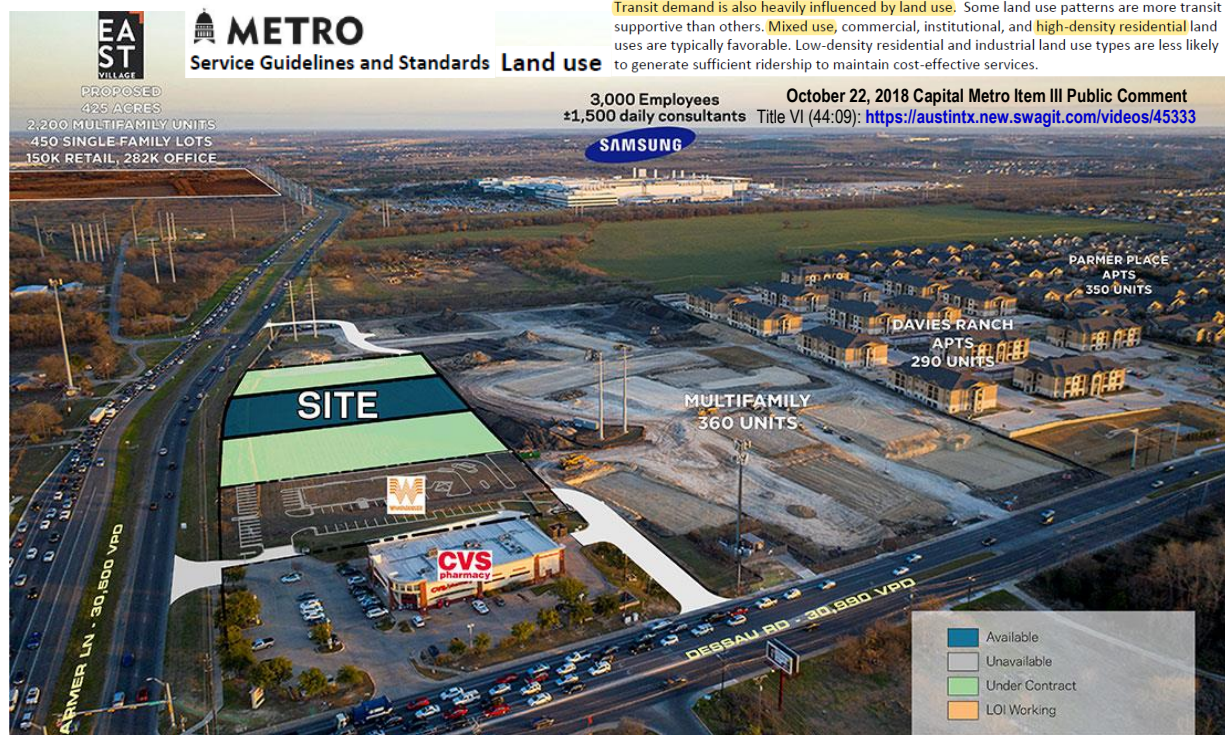 EA
ST
VILLAGE
PROPOSED
425 ACRES
2,200 MULTIFAMILY UNITS
450 SINGLE FAMILY LOTS
150K RETAIL, 282K OFFICE
METRO
Service Guidelines and Standards Land use
Transit demand is also heavily influenced by land use. Some land use patterns are more transit
supportive than others. Mixed use, commercial, institutional, and high-density residential land
uses are typically favorable. Low-density residential and industrial land use types are less likely
to generate sufficient ridership to maintain cost-effective services.
3,000 Employees
±1,500 daily consultants
SAMSUNG
October 22, 2018 Capital Metro Item III Public Comment
Title VI (44:09): https://austintx.new.swagit.com/videos/45333
PARMER PLACE
APTS
350 UNITS
DAVIES RANCH
APTS
290 UNITS
SITE
MULTIFAMILY
360 UNITS
WHATABURGER
CVS
pharmacy
CVS
ARMER LN - 30,600 VPD
DESSAU RD - 30,990 VPD
Available
Unavailable
Under Contract
LOI Working